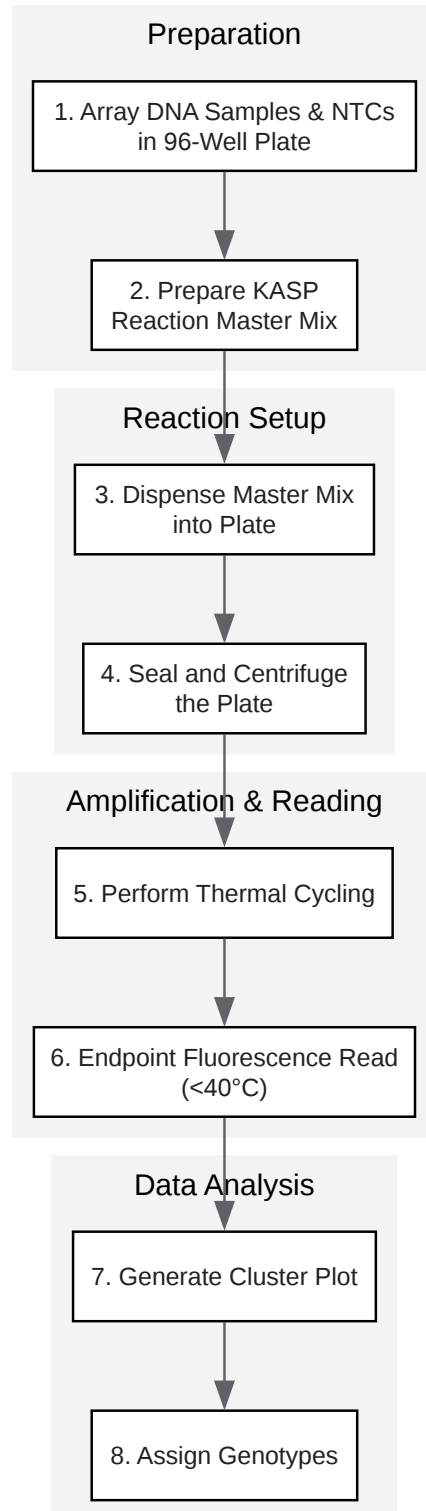 Preparation
1. Array DNA Samples & NTCs
in 96-Well Plate
2. Prepare KASP
Reaction Master Mix
Reaction Setup
3. Dispense Master Mix
into Plate
4. Seal and Centrifuge
the Plate
Amplification & Reading
5. Perform Thermal Cycling
6. Endpoint Fluorescence Read
(<40°C)
Data Analysis
7. Generate Cluster Plot
8. Assign Genotypes